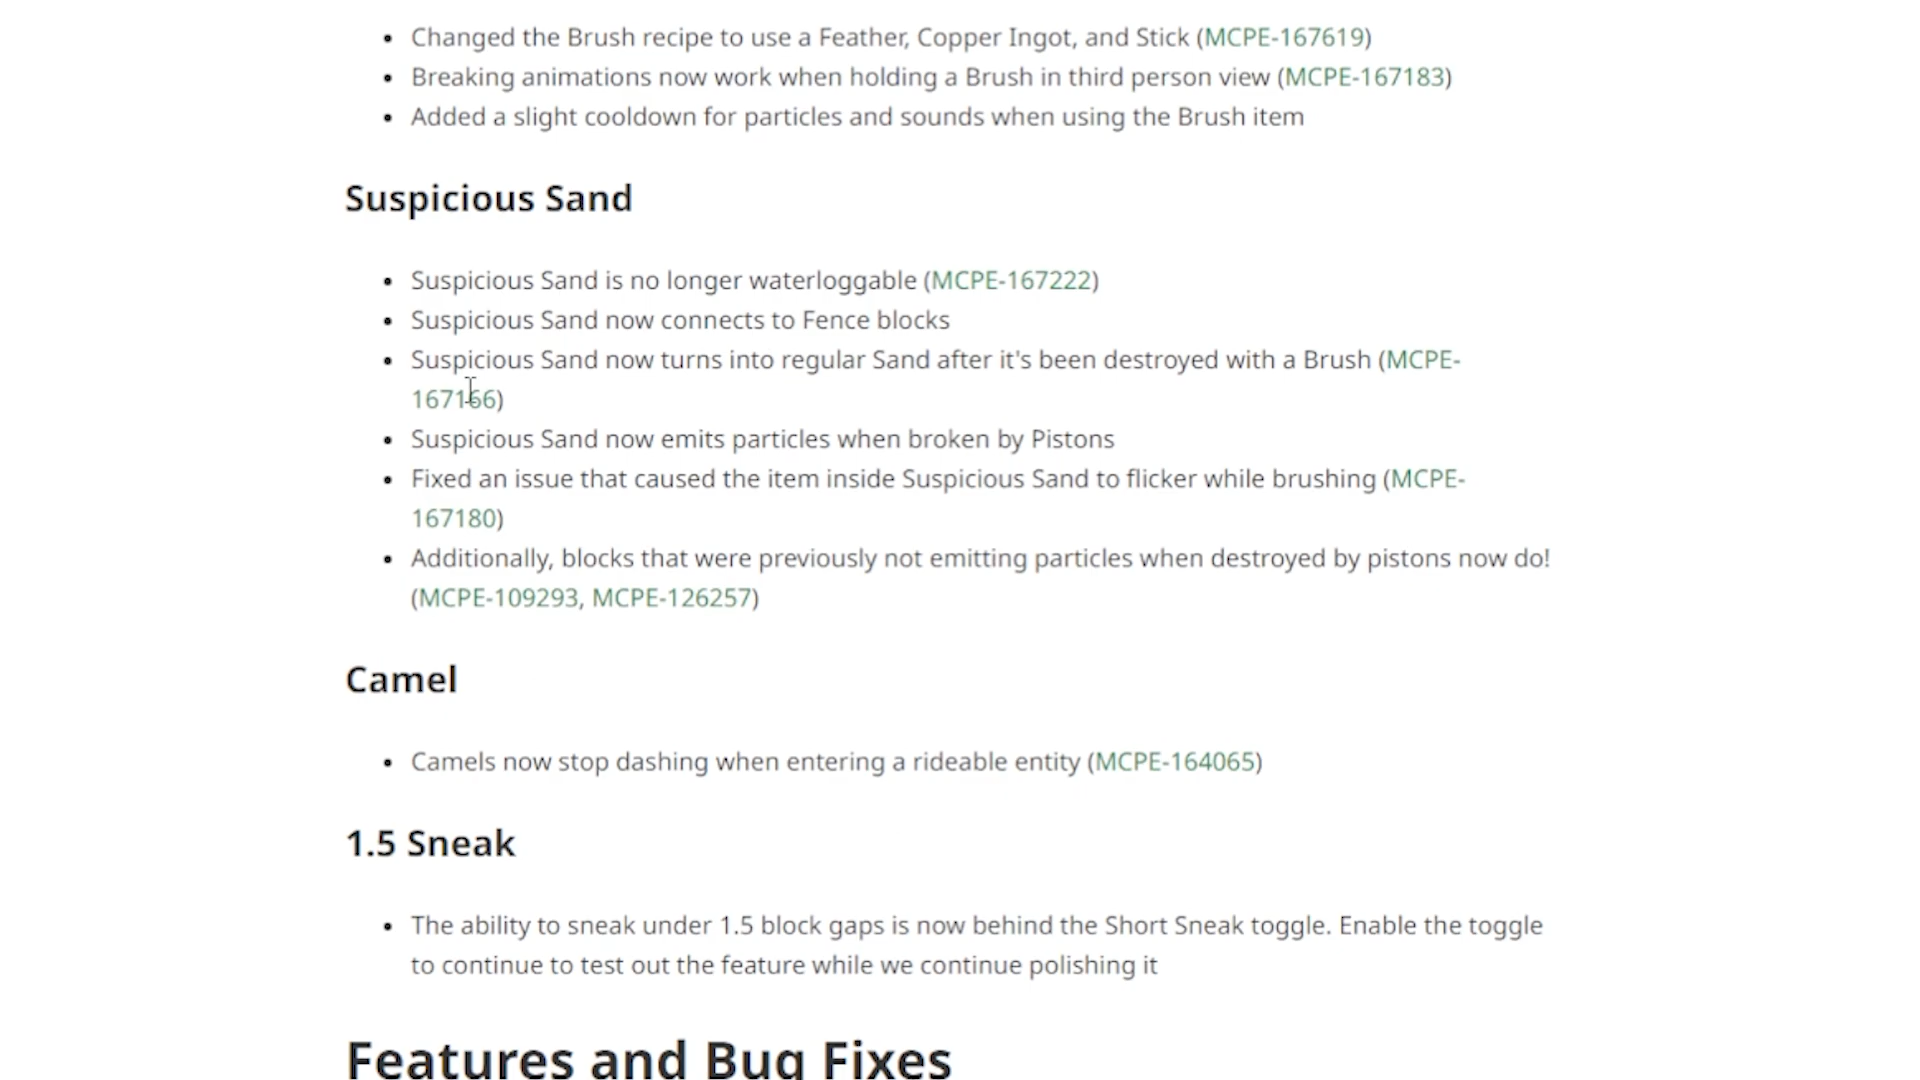 Changed the Brush recipe to use a Feather, Copper Ingot, and Stick (MCPE-167619)
Breaking animations now work when holding a Brush in third person view (MCPE-167183)
Added a slight cooldown for particles and sounds when using the Brush item
Suspicious Sand
Suspicious Sand is no longer waterloggable (MCPE-167222)
Suspicious Sand now connects to Fence blocks
Suspicious Sand now turns into regular Sand after it's been destroyed with a Brush (MCPE-
167166)
Suspicious Sand now emits particles when broken by Pistons
Fixed an issue that caused the item inside Suspicious Sand to flicker while brushing (MCPE-
167180)
Additionally, blocks that were previously not emitting particles when destroyed by pistons now do!
(MCPE-109293, MCPE-126257)
Camel
Camels now stop dashing when entering a rideable entity (MCPE-164065)
1.5 Sneak
The ability to sneak under 1.5 block gaps is now behind the Short Sneak toggle. Enable the toggle
to continue to test out the feature while we continue polishing it
Features and Bug Fixes